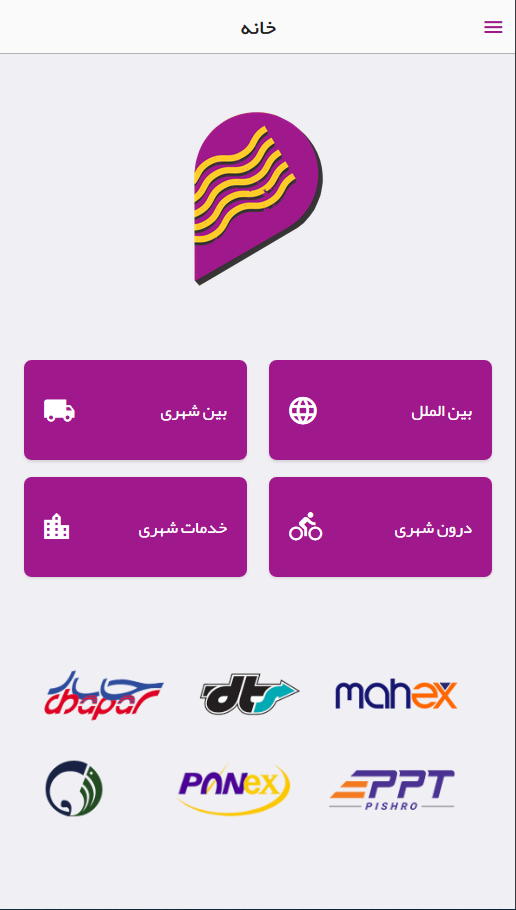 خانه
بین الملل
بین شهری
درون شهری
خدمات شهری
mahex
dts
چاپار
chapar
PPT
PISHRO
PANEX